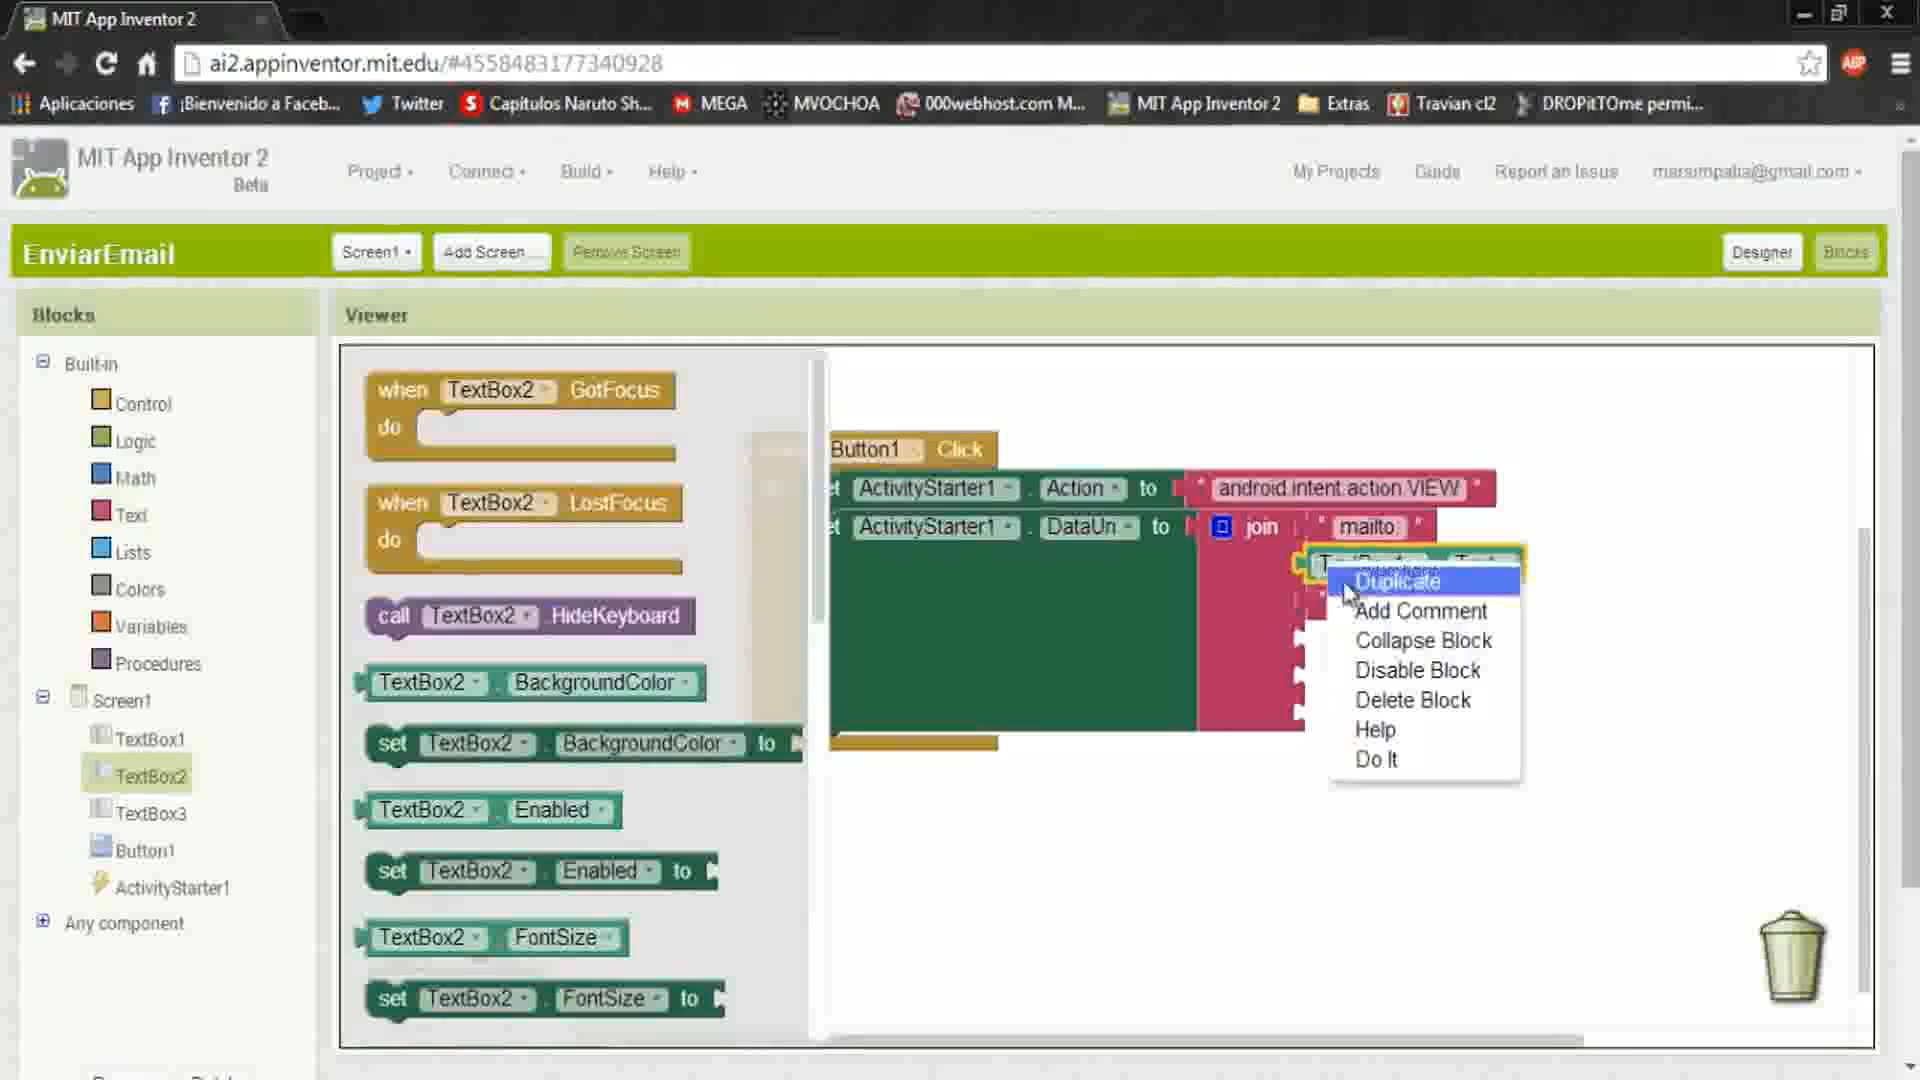 MIT App Inventor 2
ai2.appinventor.mit.edu/#4558483177340928
Aplicaciones
¡Bienvenido a Faceb...
Twitter
Capitulos Naruto Sh...
MEGA
MVOCHOA
000webhost.com M...
MIT App Inventor 2
Extras
Travian cl2
DROPitTOme permi...
ABP
MIT App Inventor 2
Beta
Project
Connect
Build
Help
My Projects
Guide
Report an Issue
EnviarEmail
Screen1
Add Screen ...
Remove Screen
Designer
Blocks
Blocks
Viewer
Built-in
Control
Logic
Math
Text
Lists
Colors
Variables
Procedures
Screen1
TextBox1
TextBox2
TextBox3
Button1
ActivityStarter1
Any component
when TextBox2 . GotFocus
do
when TextBox2 . LostFocus
do
call TextBox2 .HideKeyboard
TextBox2 . BackgroundColor
set TextBox2 . BackgroundColor to
TextBox2 . Enabled
set TextBox2 . Enabled to
TextBox2 . FontSize
set TextBox2 . FontSize to
Button1 .Click
ActivityStarter1 . Action to " android.intent.action.VIEW "
ActivityStarter1 . DataUri to join " mailto: "
Duplicate
Add Comment
Collapse Block
Disable Block
Delete Block
Help
Do It